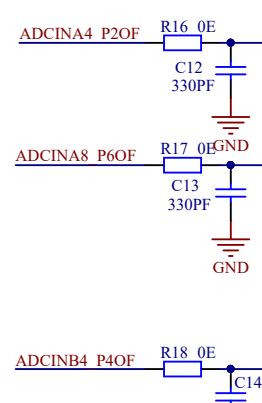 ADCINA4 P2OF R16 0E
C12
330PF
GND
ADCINA8 P6OF R17 0E
C13
330PF
GND
ADCINB4 P4OF R18 0E
C14